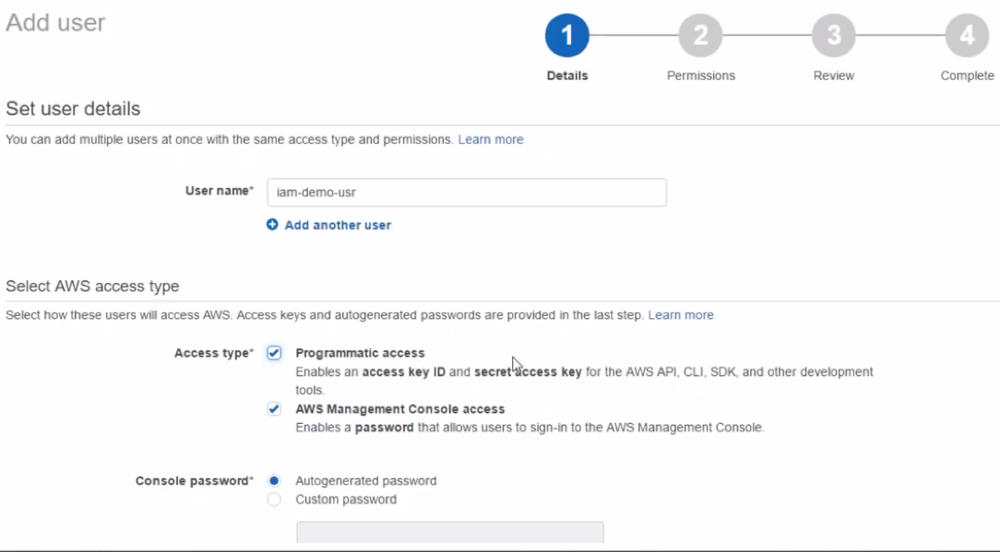 Add user
1 2 3 4
Details Permissions Review Complete
Set user details
You can add multiple users at once with the same access type and permissions. Learn more
User name* iam-demo-usr
Add another user
Select AWS access type
Select how these users will access AWS. Access keys and autogenerated passwords are provided in the last step. Learn more
Access type* Programmatic access
Enables an access key ID and secret access key for the AWS API, CLI, SDK, and other development
tools.
AWS Management Console access
Enables a password that allows users to sign-in to the AWS Management Console.
Console password* Autogenerated password
Custom password